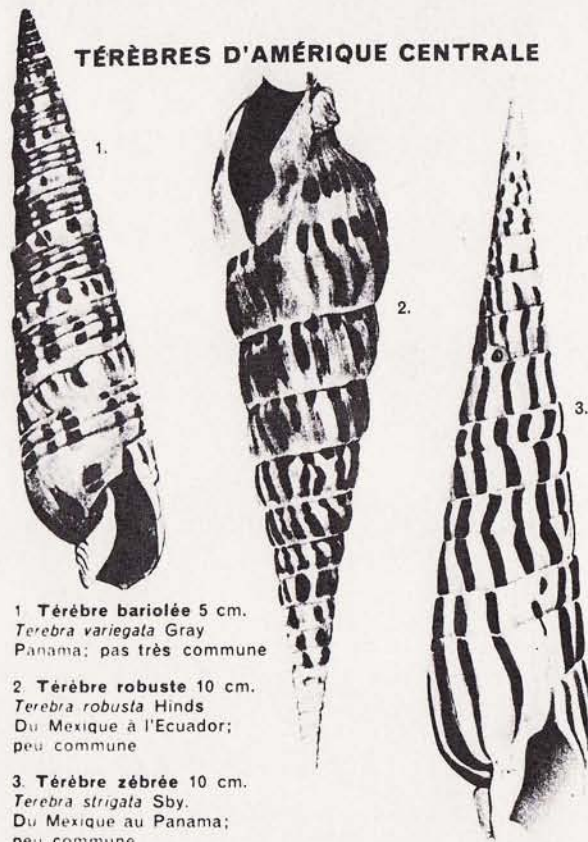 TÉRÈBRES D'AMÉRIQUE CENTRALE
1.
2.
3.
1. Térèbre bariolée 5 cm.
Terebra variegata Gray
Panama; pas très commune
2. Térèbre robuste 10 cm.
Terebra robusta Hinds
Du Mexique à l'Ecuador;
peu commune
3. Térèbre zébrée 10 cm.
Terebra strigata Sby.
Du Mexique au Panama;
peu commune